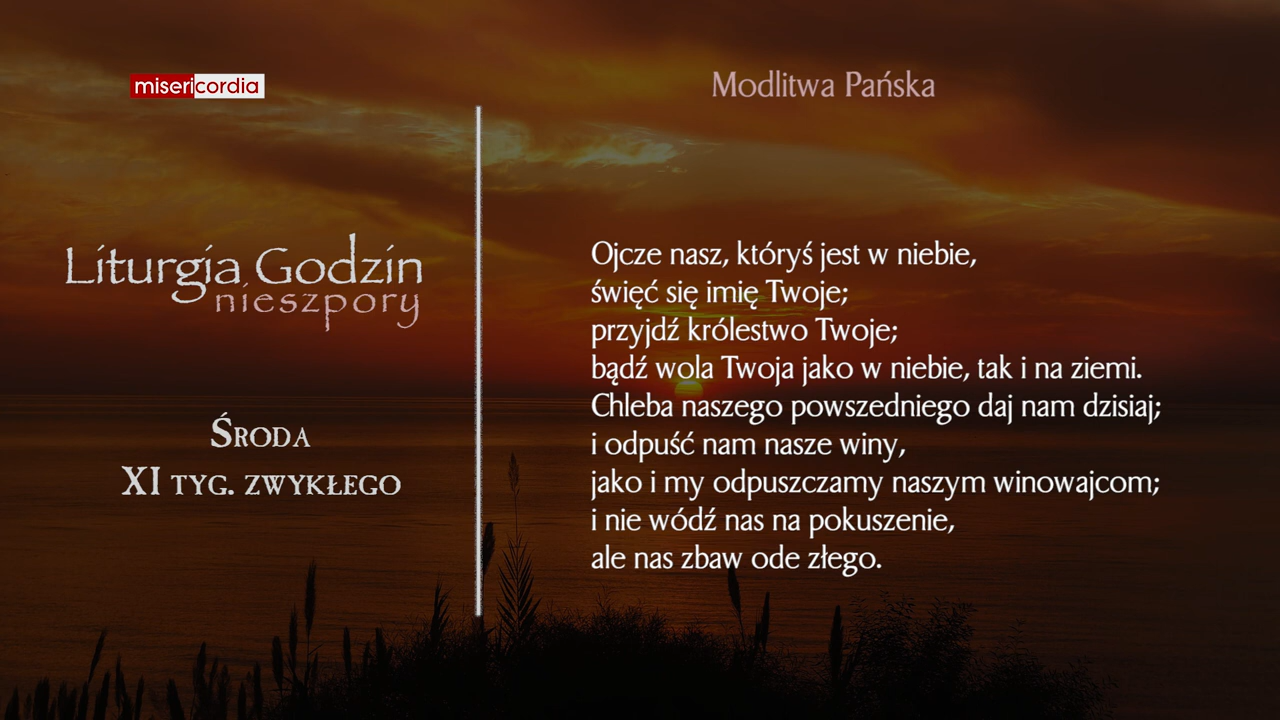 misericordia
Liturgia Godzin
nieszpory
Środa
XI tyg. zwykłego
Modlitwa Pańska
Ojcze nasz, któryś jest w niebie,
święć się imię Twoje;
przyjdź królestwo Twoje;
bądź wola Twoja jako w niebie, tak i na ziemi.
Chleba naszego powszedniego daj nam dzisiaj;
i odpuść nam nasze winy,
jako i my odpuszczamy naszym winowajcom;
i nie wódź nas na pokuszenie,
ale nas zbaw ode złego.